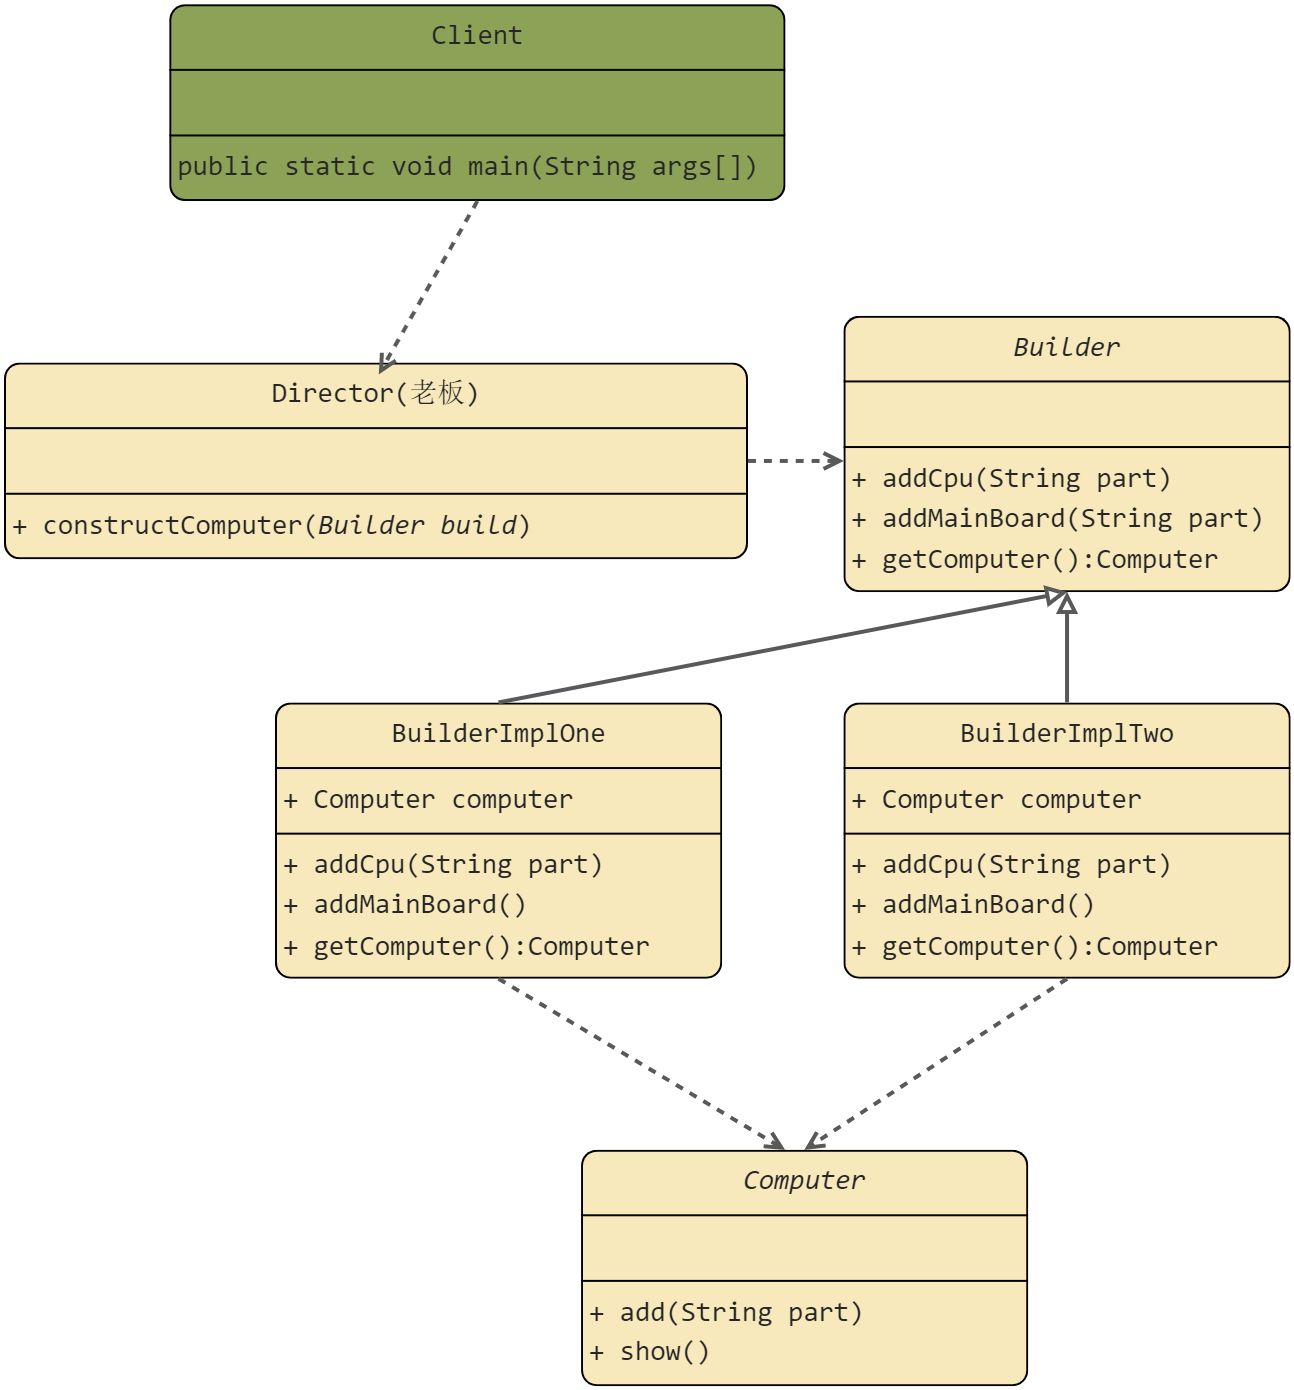 Client
public static void main(String args[])
Director(老板)
+ constructComputer(Builder build)
Builder
+ addCpu(String part)
+ addMainBoard(String part)
+ getComputer():Computer
BuilderImplOne
+ Computer computer
+ addCpu(String part)
+ addMainBoard()
+ getComputer():Computer
BuilderImplTwo
+ Computer computer
+ addCpu(String part)
+ addMainBoard()
+ getComputer():Computer
Computer
+ add(String part)
+ show()